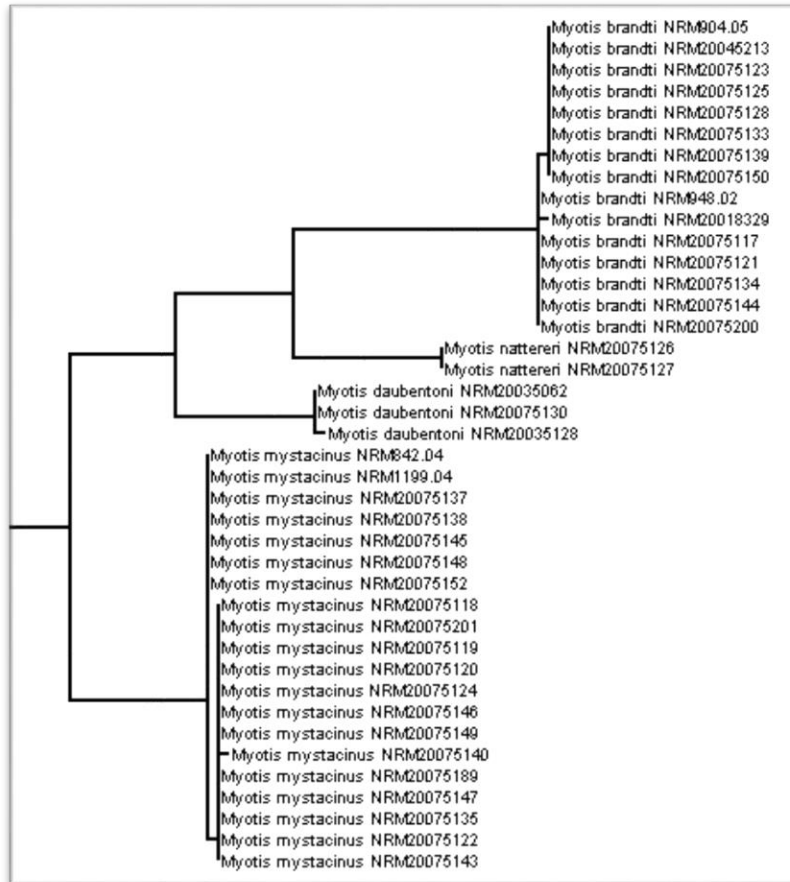 Myotis brandti NRM904.05
Myotis brandti NRM20045213
Myotis brandti NRM20075123
Myotis brandti NRM20075125
Myotis brandti NRM20075128
Myotis brandti NRM20075133
Myotis brandti NRM20075139
Myotis brandti NRM20075150
Myotis brandti NRM948.02
Myotis brandti NRM20018329
Myotis brandti NRM20075117
Myotis brandti NRM20075121
Myotis brandti NRM20075134
Myotis brandti NRM20075144
Myotis brandti NRM20075200
Myotis nattereri NRM20075126
Myotis nattereri NRM20075127
Myotis daubentoni NRM20035062
Myotis daubentoni NRM20075130
Myotis daubentoni NRM20035128
Myotis mystacinus NRM842.04
Myotis mystacinus NRM1199.04
Myotis mystacinus NRM20075137
Myotis mystacinus NRM20075138
Myotis mystacinus NRM20075145
Myotis mystacinus NRM20075148
Myotis mystacinus NRM20075152
Myotis mystacinus NRM20075118
Myotis mystacinus NRM20075201
Myotis mystacinus NRM20075119
Myotis mystacinus NRM20075120
Myotis mystacinus NRM20075124
Myotis mystacinus NRM20075146
Myotis mystacinus NRM20075149
Myotis mystacinus NRM20075140
Myotis mystacinus NRM20075189
Myotis mystacinus NRM20075147
Myotis mystacinus NRM20075135
Myotis mystacinus NRM20075122
Myotis mystacinus NRM20075143